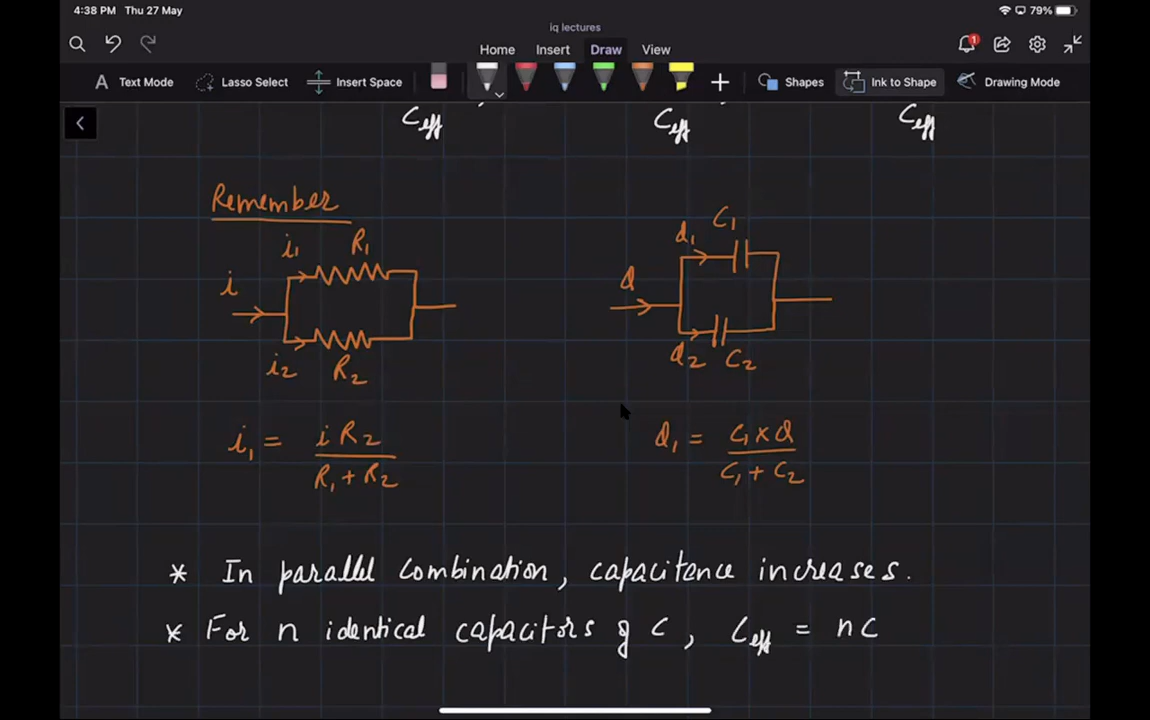 4:38 PM Thu 27 May
79%
iq lectures
Home Insert Draw View
1
A Text Mode Lasso Select Insert Space Shapes Ink to Shape Drawing Mode
Ceff Ceff Ceff
Remember
i i1 R1
i2 R2
Q Q1 C1
Q2 C2
i1 = i R2 / R1 + R2
Q1 = C1 x Q / C1 + C2
* In parallel combination, capacitence increases.
* For n identical capacitors of C, Ceff = nC